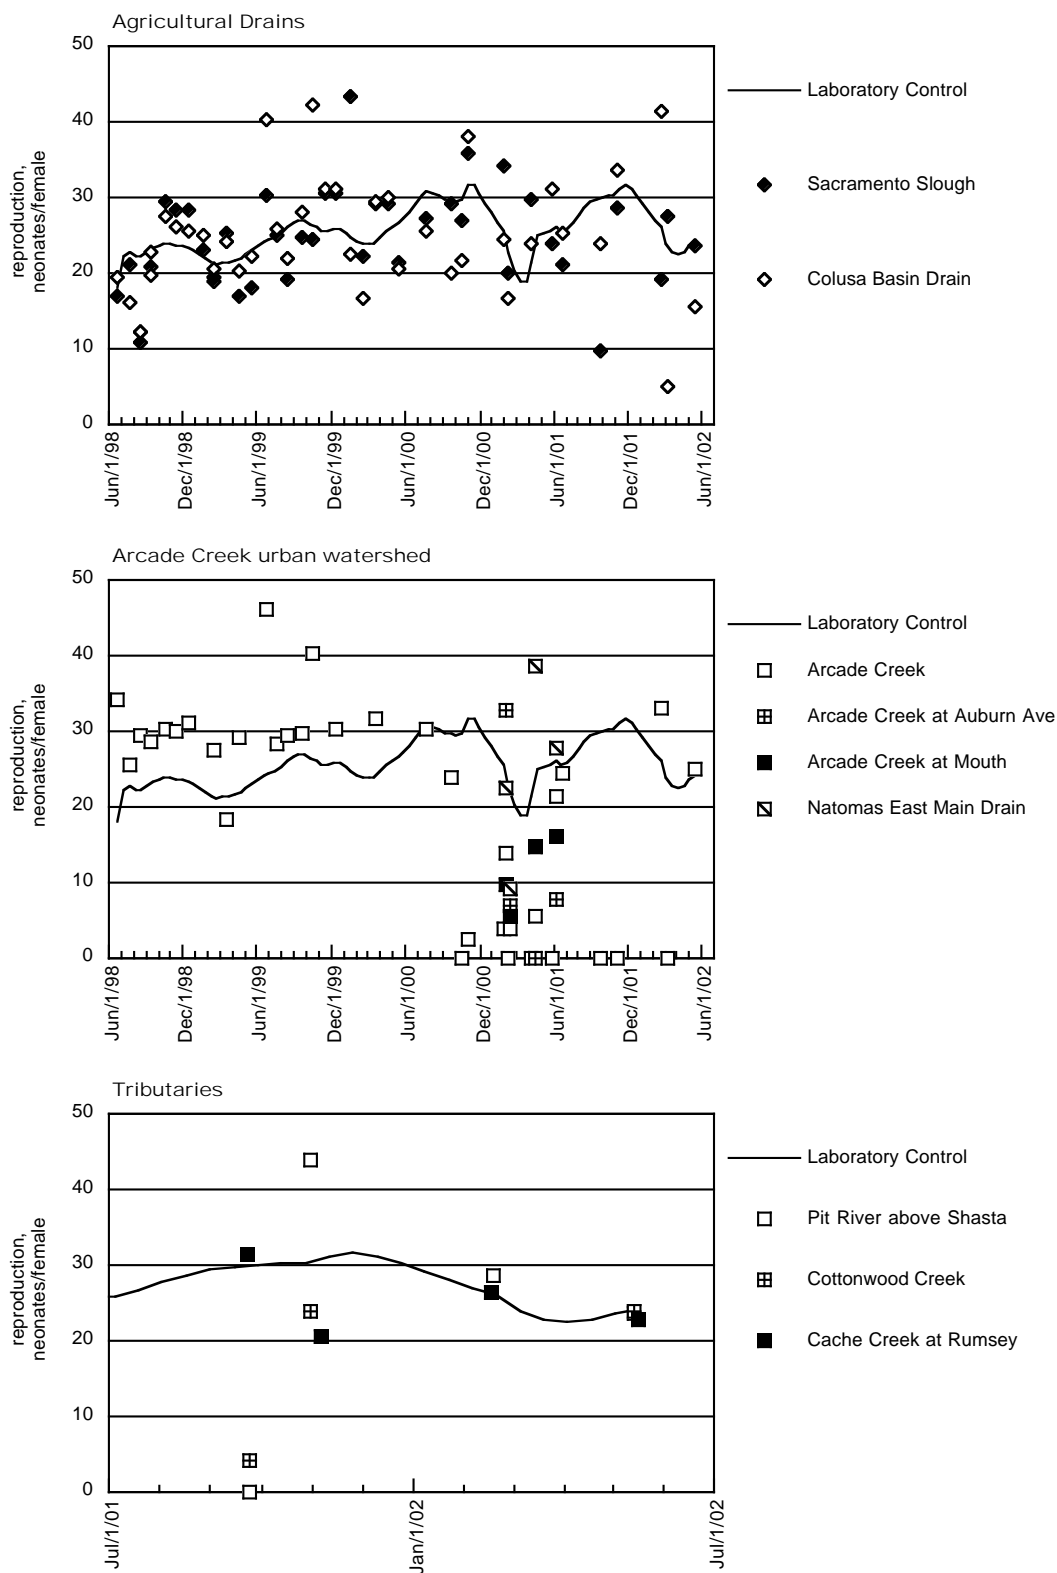 Agricultural Drains
50
40
30
20
10
0
reproduction,
neonates/female
Jun/1/98
Dec/1/98
Jun/1/99
Dec/1/99
Jun/1/00
Dec/1/00
Jun/1/01
Dec/1/01
Jun/1/02
Laboratory Control
Sacramento Slough
Colusa Basin Drain
Arcade Creek urban watershed
50
40
30
20
10
0
reproduction,
neonates/female
Jun/1/98
Dec/1/98
Jun/1/99
Dec/1/99
Jun/1/00
Dec/1/00
Jun/1/01
Dec/1/01
Jun/1/02
Laboratory Control
Arcade Creek
Arcade Creek at Auburn Ave
Arcade Creek at Mouth
Natomas East Main Drain
Tributaries
50
40
30
20
10
0
reproduction,
neonates/female
Jul/1/01
Jan/1/02
Jul/1/02
Laboratory Control
Pit River above Shasta
Cottonwood Creek
Cache Creek at Rumsey